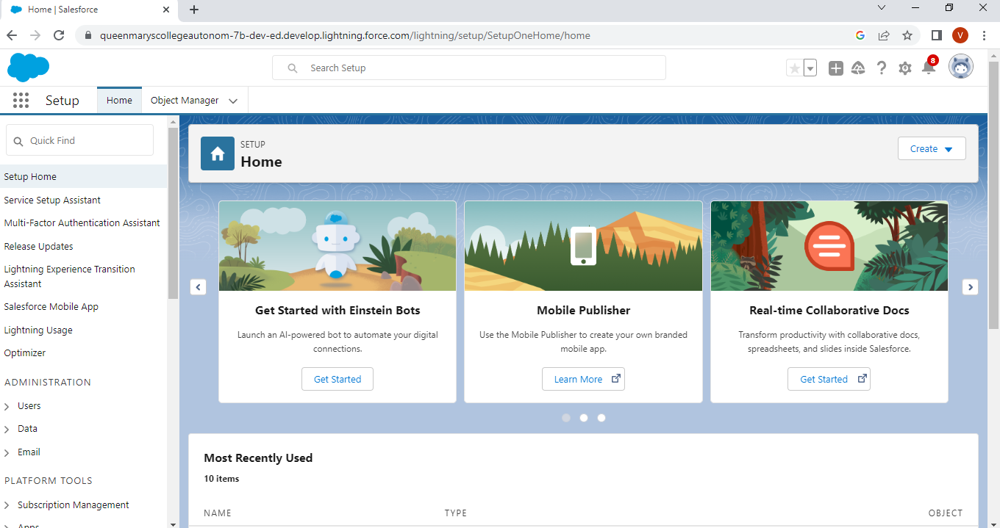 Home | Salesforce
queenmaryscollegeautonom-7b-dev-ed.develop.lightning.force.com/lightning/setup/SetupOneHome/home
V
Search Setup
8
Setup
Home
Object Manager
Quick Find
Setup Home
Service Setup Assistant
Multi-Factor Authentication Assistant
Release Updates
Lightning Experience Transition
Assistant
Salesforce Mobile App
Lightning Usage
Optimizer
ADMINISTRATION
Users
Data
Email
PLATFORM TOOLS
Subscription Management
Apps
SETUP
Home
Create
Get Started with Einstein Bots
Launch an AI-powered bot to automate your digital
connections.
Get Started
Mobile Publisher
Use the Mobile Publisher to create your own branded
mobile app.
Learn More
Real-time Collaborative Docs
Transform productivity with collaborative docs,
spreadsheets, and slides inside Salesforce.
Get Started
Most Recently Used
10 items
NAME
TYPE
OBJECT